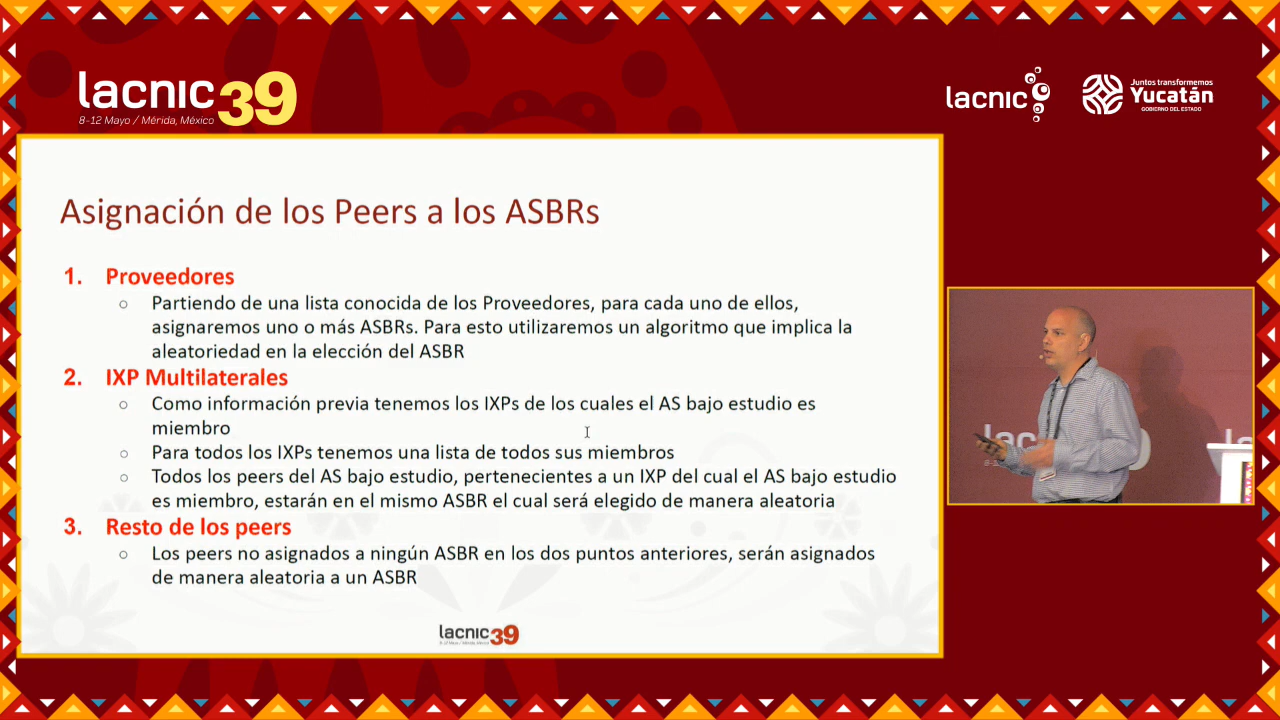 lacnic 39
8-12 Mayo / Mérida, México
lacnic
Juntos transformemos
Yucatán
GOBIERNO DEL ESTADO
Asignación de los Peers a los ASBRs
1. Proveedores
○ Partiendo de una lista conocida de los Proveedores, para cada uno de ellos,
asignaremos uno o más ASBRs. Para esto utilizaremos un algoritmo que implica la
aleatoriedad en la elección del ASBR
2. IXP Multilaterales
○ Como información previa tenemos los IXPs de los cuales el AS bajo estudio es
miembro
○ Para todos los IXPs tenemos una lista de todos sus miembros
○ Todos los peers del AS bajo estudio, pertenecientes a un IXP del cual el AS bajo estudio
es miembro, estarán en el mismo ASBR el cual será elegido de manera aleatoria
3. Resto de los peers
○ Los peers no asignados a ningún ASBR en los dos puntos anteriores, serán asignados
de manera aleatoria a un ASBR
lacnic 39